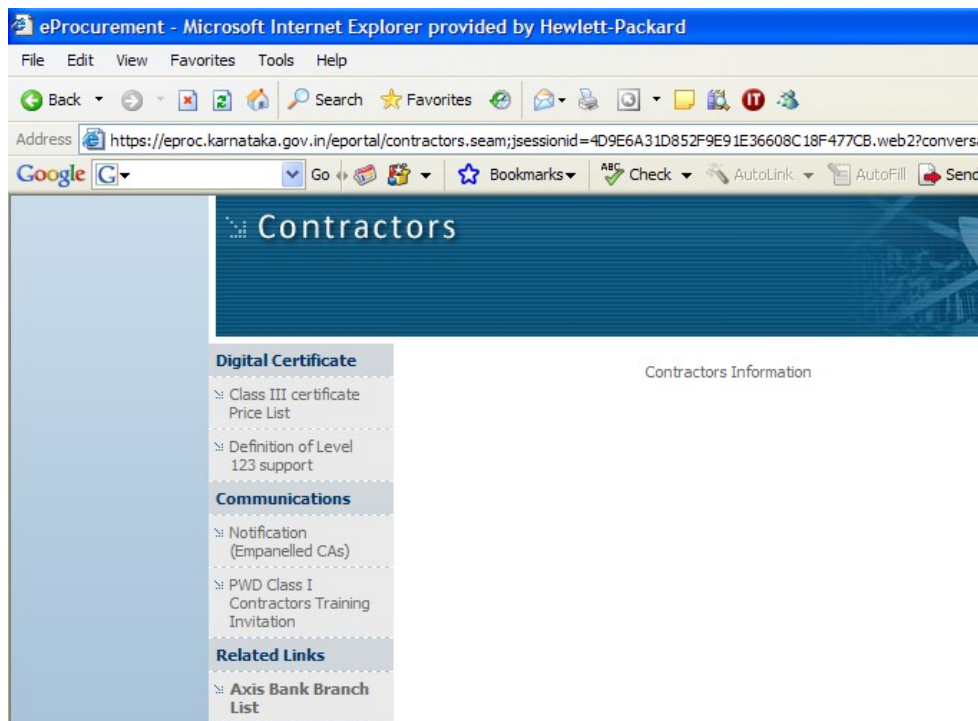 eProcurement - Microsoft Internet Explorer provided by Hewlett-Packard
File Edit View Favorites Tools Help
Back Search Favorites
Address https://eproc.karnataka.gov.in/eportal/contractors.seam;jsessionid=4D9E6A31D852F9E91E36608C18F477CB.web2?convers
Google G Go Bookmarks ABC Check AutoLink AutoFill Send
Contractors
Digital Certificate
Contractors Information
Class III certificate
Price List
Definition of Level
123 support
Communications
Notification
(Empanelled CAs)
PWD Class I
Contractors Training
Invitation
Related Links
Axis Bank Branch
List